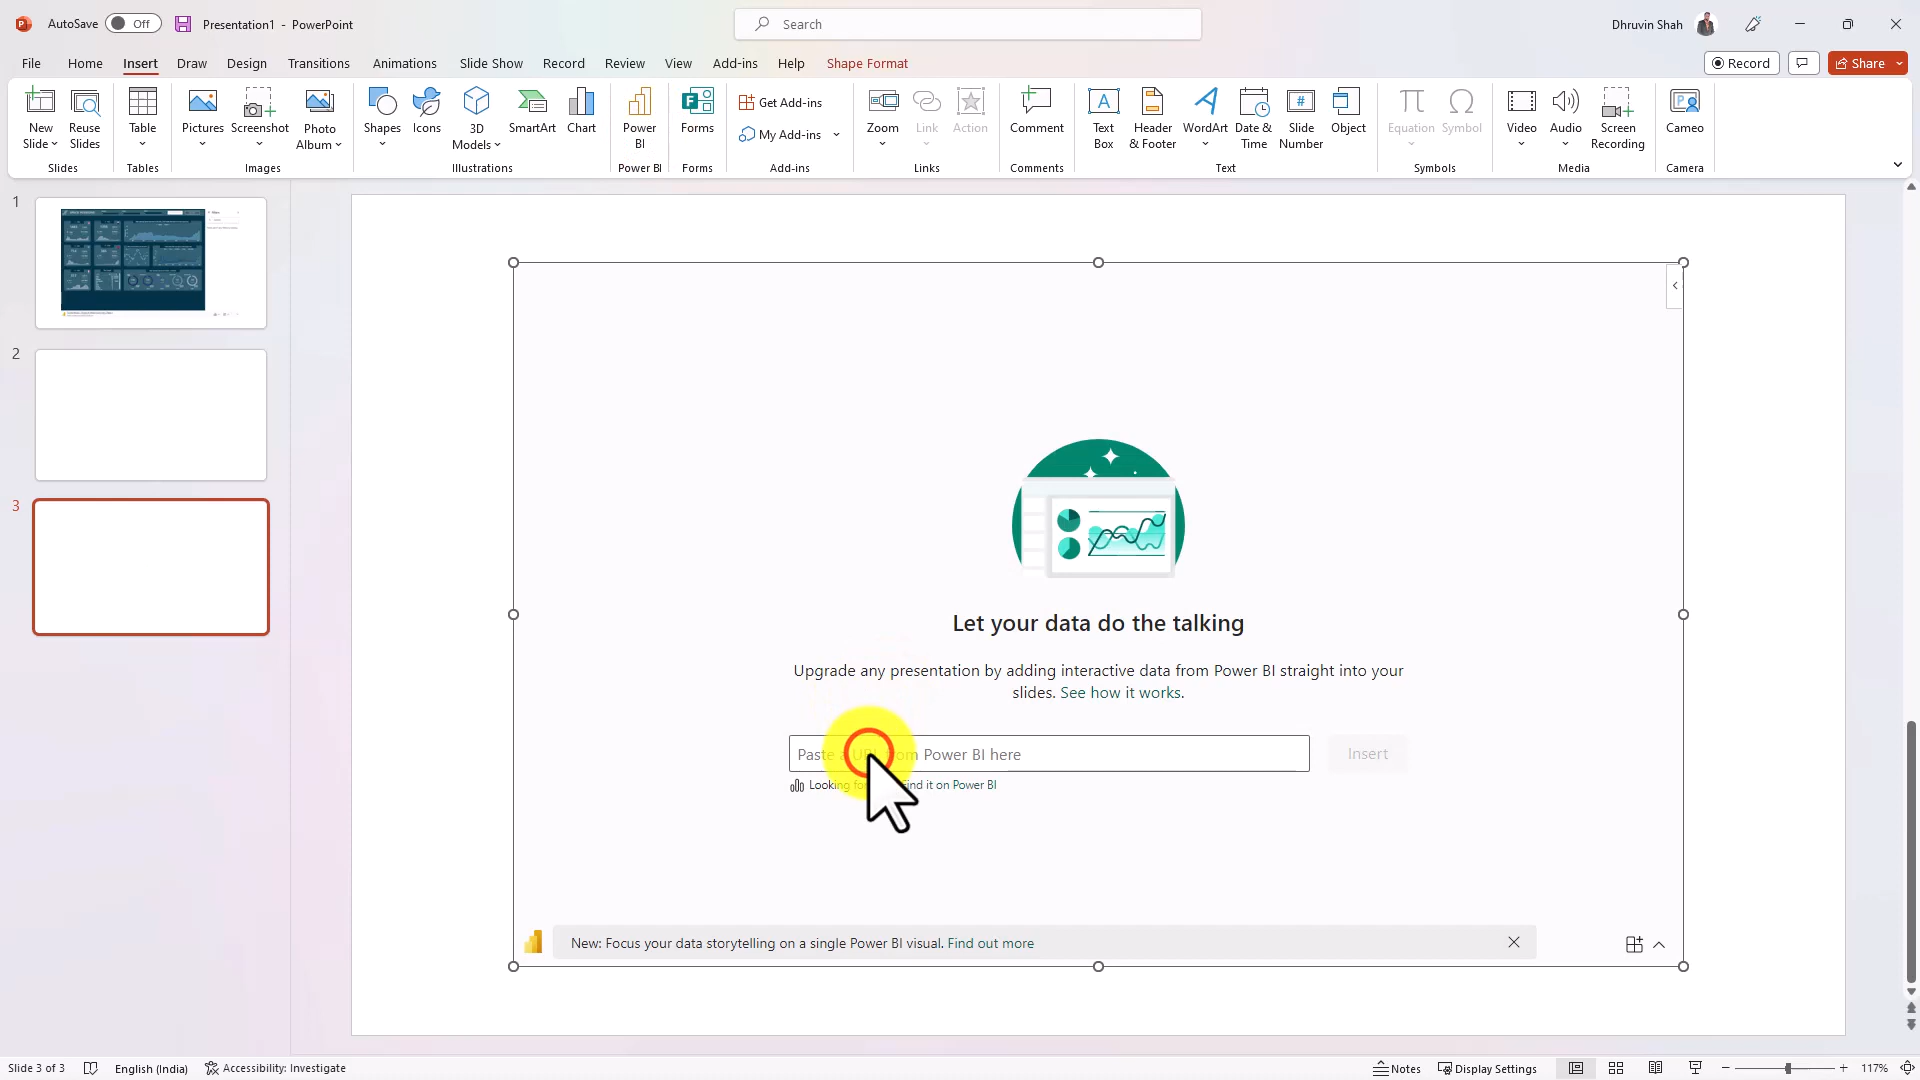 AutoSave Off Presentation1 - PowerPoint Search Dhruvin Shah
File Home Insert Draw Design Transitions Animations Slide Show Record Review View Add-ins Help Shape Format Record Share
New Slide Reuse Slides Table Pictures Screenshot Photo Album Shapes Icons 3D Models SmartArt Chart Power BI Forms Get Add-ins My Add-ins Zoom Link Action Comment Text Box Header & Footer WordArt Date & Time Slide Number Object Equation Symbol Video Audio Screen Recording Cameo
Slides Tables Images Illustrations Power BI Forms Add-ins Links Comments Text Symbols Media Camera
1
2
3
Let your data do the talking
Upgrade any presentation by adding interactive data from Power BI straight into your
slides. See how it works.
Paste a URL from Power BI here Insert
Looking for find it on Power BI
New: Focus your data storytelling on a single Power BI visual. Find out more
Slide 3 of 3 English (India) Accessibility: Investigate Notes Display Settings 117%